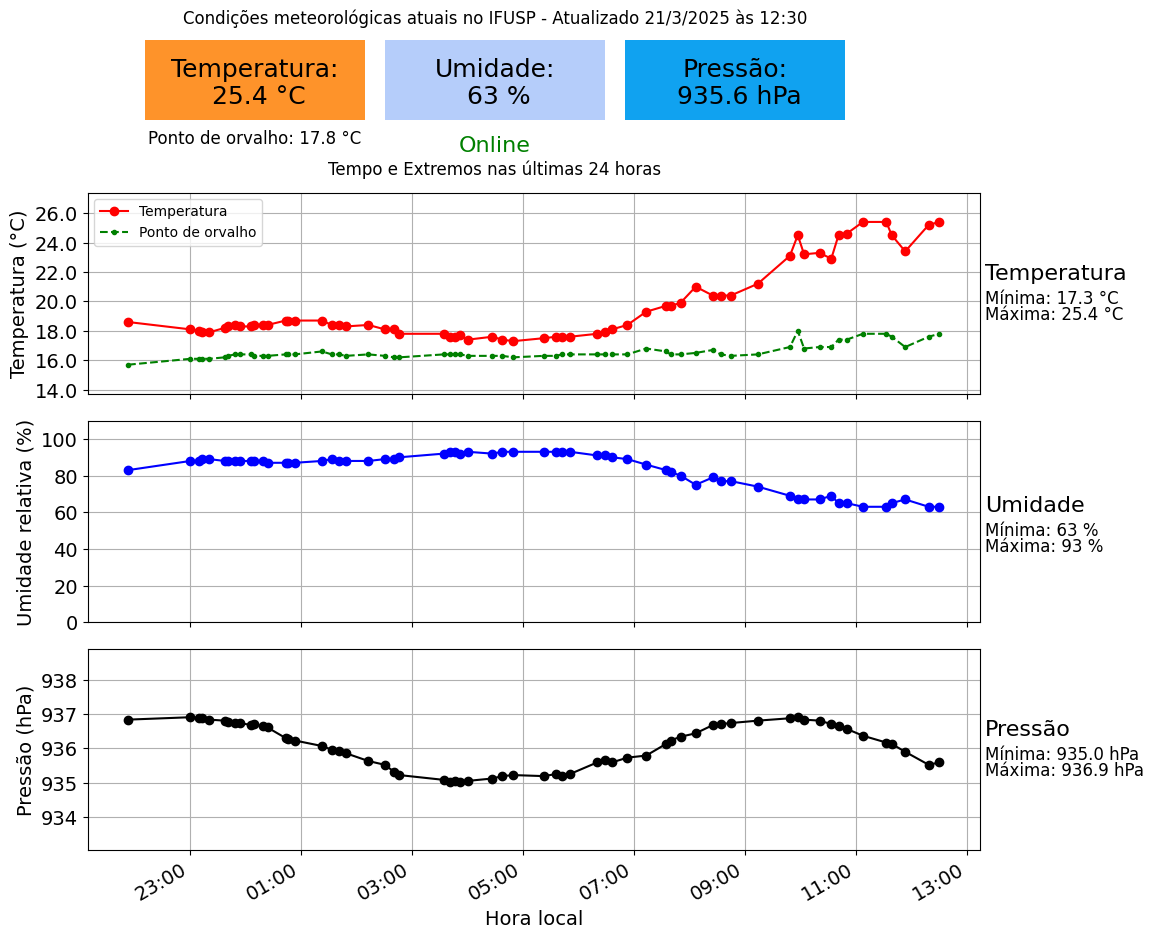 Condições meteorológicas atuais no IFUSP - Atualizado 21/3/2025 às 12:30
Temperatura:
25.4 °C
Umidade:
63 %
Pressão:
935.6 hPa
Ponto de orvalho: 17.8 °C
Online
Tempo e Extremos nas últimas 24 horas
Temperatura (°C)
26.0
24.0
22.0
20.0
18.0
16.0
14.0
Temperatura
Ponto de orvalho
Temperatura
Mínima: 17.3 °C
Máxima: 25.4 °C
Umidade relativa (%)
100
80
60
40
20
0
Umidade
Mínima: 63 %
Máxima: 93 %
Pressão (hPa)
938
937
936
935
934
Pressão
Mínima: 935.0 hPa
Máxima: 936.9 hPa
23:00
01:00
03:00
05:00
07:00
09:00
11:00
13:00
Hora local